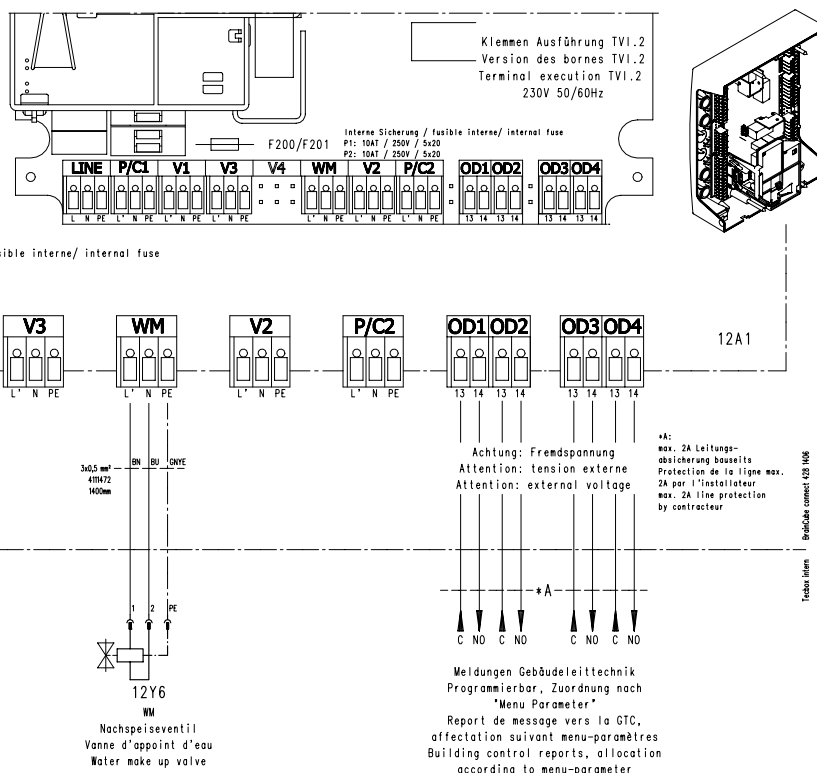 Klemmen Ausführung TV1.2
Version des bornes TV1.2
Terminal execution TV1.2
230V 50/60Hz
F200/F201
Interne Sicherung / fusible interne/ internal fuse
P1: 10AT / 250V / 5x20
P2: 10AT / 250V / 5x20
LINE P/C1 V1 V3 V4 WM V2 P/C2 OD1 OD2 OD3 OD4
L N PE L' N PE L' N PE L' N PE L' N PE L' N PE L' N PE 13 14 13 14 13 14 13 14
sible interne/ internal fuse
V3 WM V2 P/C2 OD1 OD2 OD3 OD4
12A1
L' N PE L' N PE L' N PE L' N PE 13 14 13 14 13 14 13 14
3x0,5 mm²
4111472
1400mm
BN BU GNYE
Achtung: Fremdspannung
Attention: tension externe
Attention: external voltage
*A:
max. 2A Leitungs-
absicherung bauseits
Protection de la ligne max.
2A par l'installateur
max. 2A line protection
by contracteur
BrainCube connect 428 1406
Tecbox intern
*A
1 2 PE
C NO C NO C NO C NO
12Y6
WM
Nachspeiseventil
Vanne d'appoint d'eau
Water make up valve
Meldungen Gebäudeleittechnik
Programmierbar, Zuordnung nach
"Menu Parameter"
Report de message vers la GTC,
affectation suivant menu-paramètres
Building control reports, allocation
according to menu-parameter